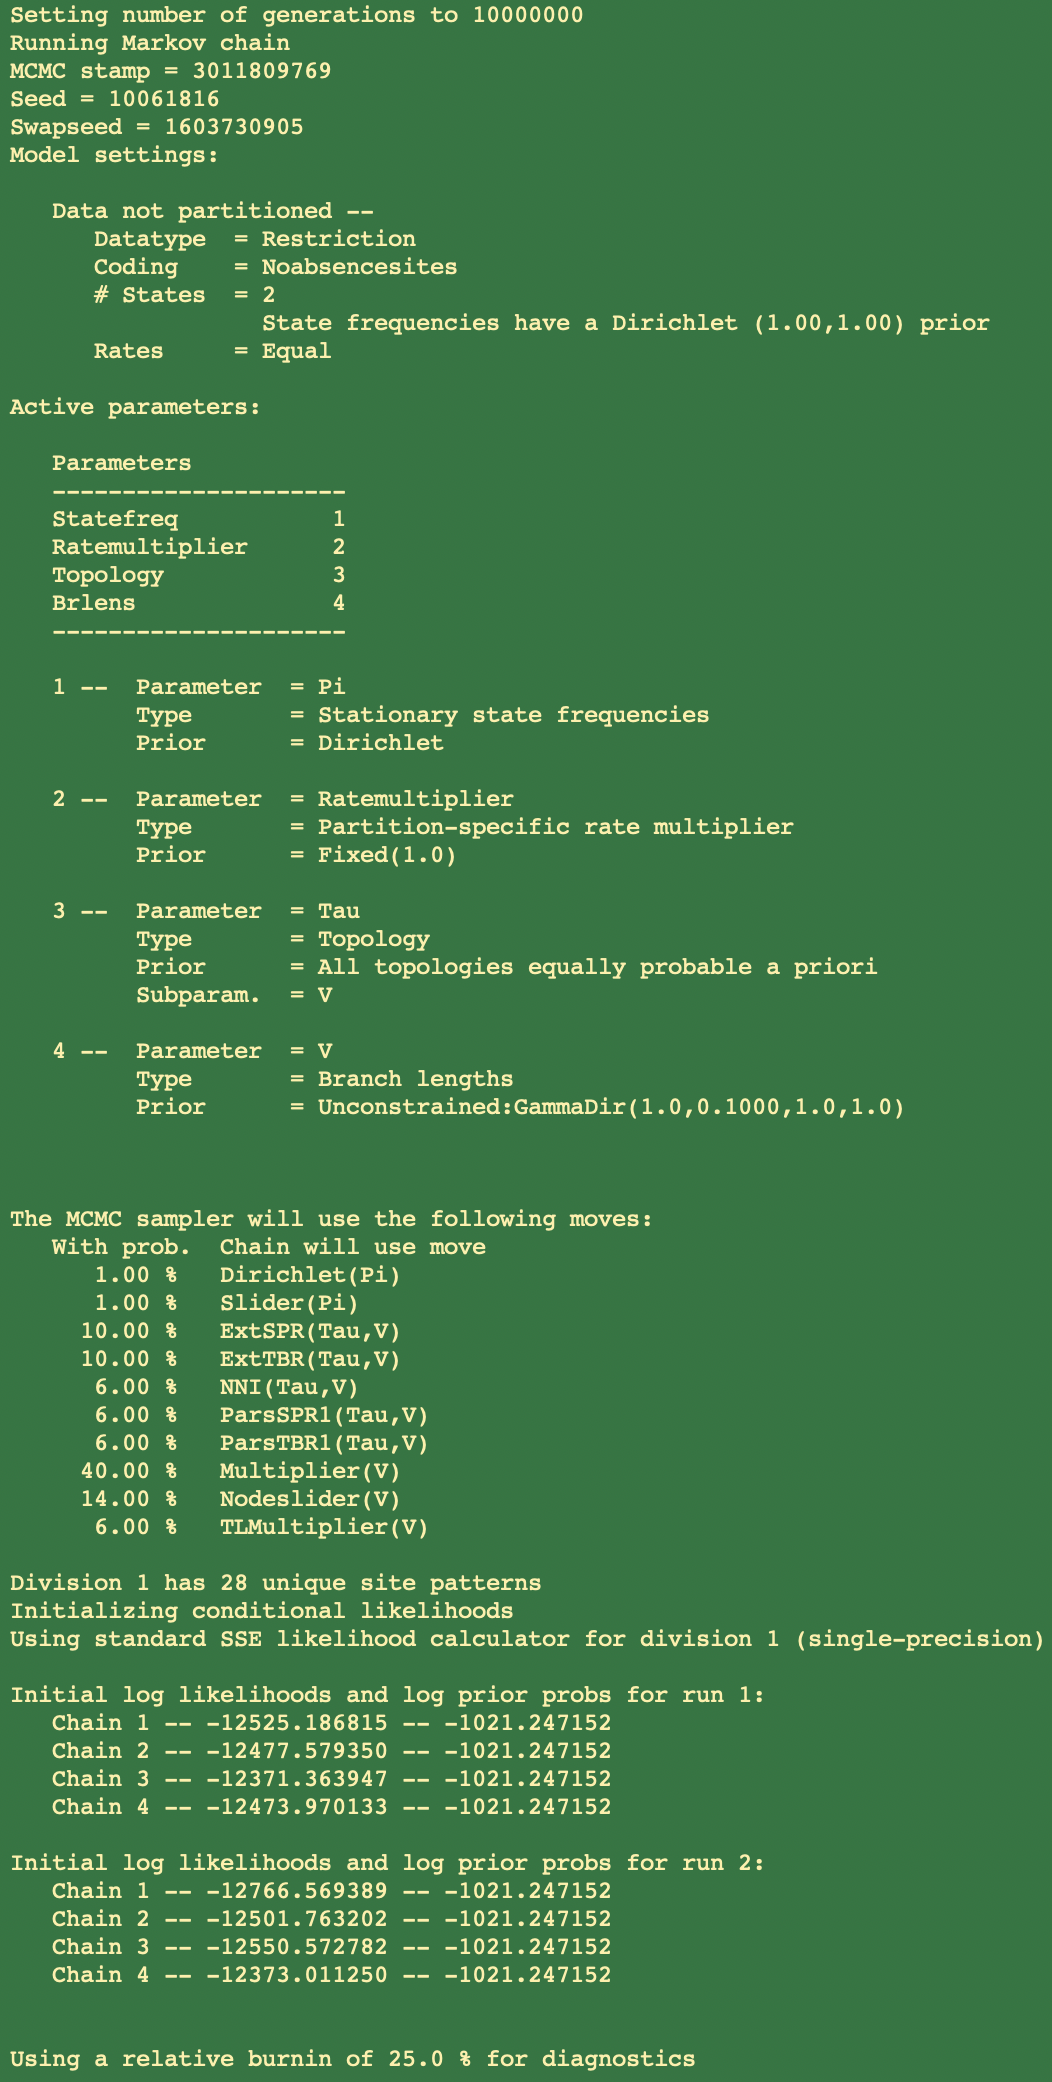 Setting number of generations to 10000000
Running Markov chain
MCMC stamp = 3011809769
Seed = 10061816
Swapseed = 1603730905
Model settings:
Data not partitioned --
Datatype = Restriction
Coding = Noabsencesites
# States = 2
State frequencies have a Dirichlet (1.00,1.00) prior
Rates = Equal
Active parameters:
Parameters
---------------------
Statefreq 1
Ratemultiplier 2
Topology 3
Brlens 4
---------------------
1 -- Parameter = Pi
Type = Stationary state frequencies
Prior = Dirichlet
2 -- Parameter = Ratemultiplier
Type = Partition-specific rate multiplier
Prior = Fixed(1.0)
3 -- Parameter = Tau
Type = Topology
Prior = All topologies equally probable a priori
Subparam. = V
4 -- Parameter = V
Type = Branch lengths
Prior = Unconstrained:GammaDir(1.0,0.1000,1.0,1.0)
The MCMC sampler will use the following moves:
With prob. Chain will use move
1.00 % Dirichlet(Pi)
1.00 % Slider(Pi)
10.00 % ExtSPR(Tau,V)
10.00 % ExtTBR(Tau,V)
6.00 % NNI(Tau,V)
6.00 % ParsSPR1(Tau,V)
6.00 % ParsTBR1(Tau,V)
40.00 % Multiplier(V)
14.00 % Nodeslider(V)
6.00 % TLMultiplier(V)
Division 1 has 28 unique site patterns
Initializing conditional likelihoods
Using standard SSE likelihood calculator for division 1 (single-precision)
Initial log likelihoods and log prior probs for run 1:
Chain 1 -- -12525.186815 -- -1021.247152
Chain 2 -- -12477.579350 -- -1021.247152
Chain 3 -- -12371.363947 -- -1021.247152
Chain 4 -- -12473.970133 -- -1021.247152
Initial log likelihoods and log prior probs for run 2:
Chain 1 -- -12766.569389 -- -1021.247152
Chain 2 -- -12501.763202 -- -1021.247152
Chain 3 -- -12550.572782 -- -1021.247152
Chain 4 -- -12373.011250 -- -1021.247152
Using a relative burnin of 25.0 % for diagnostics